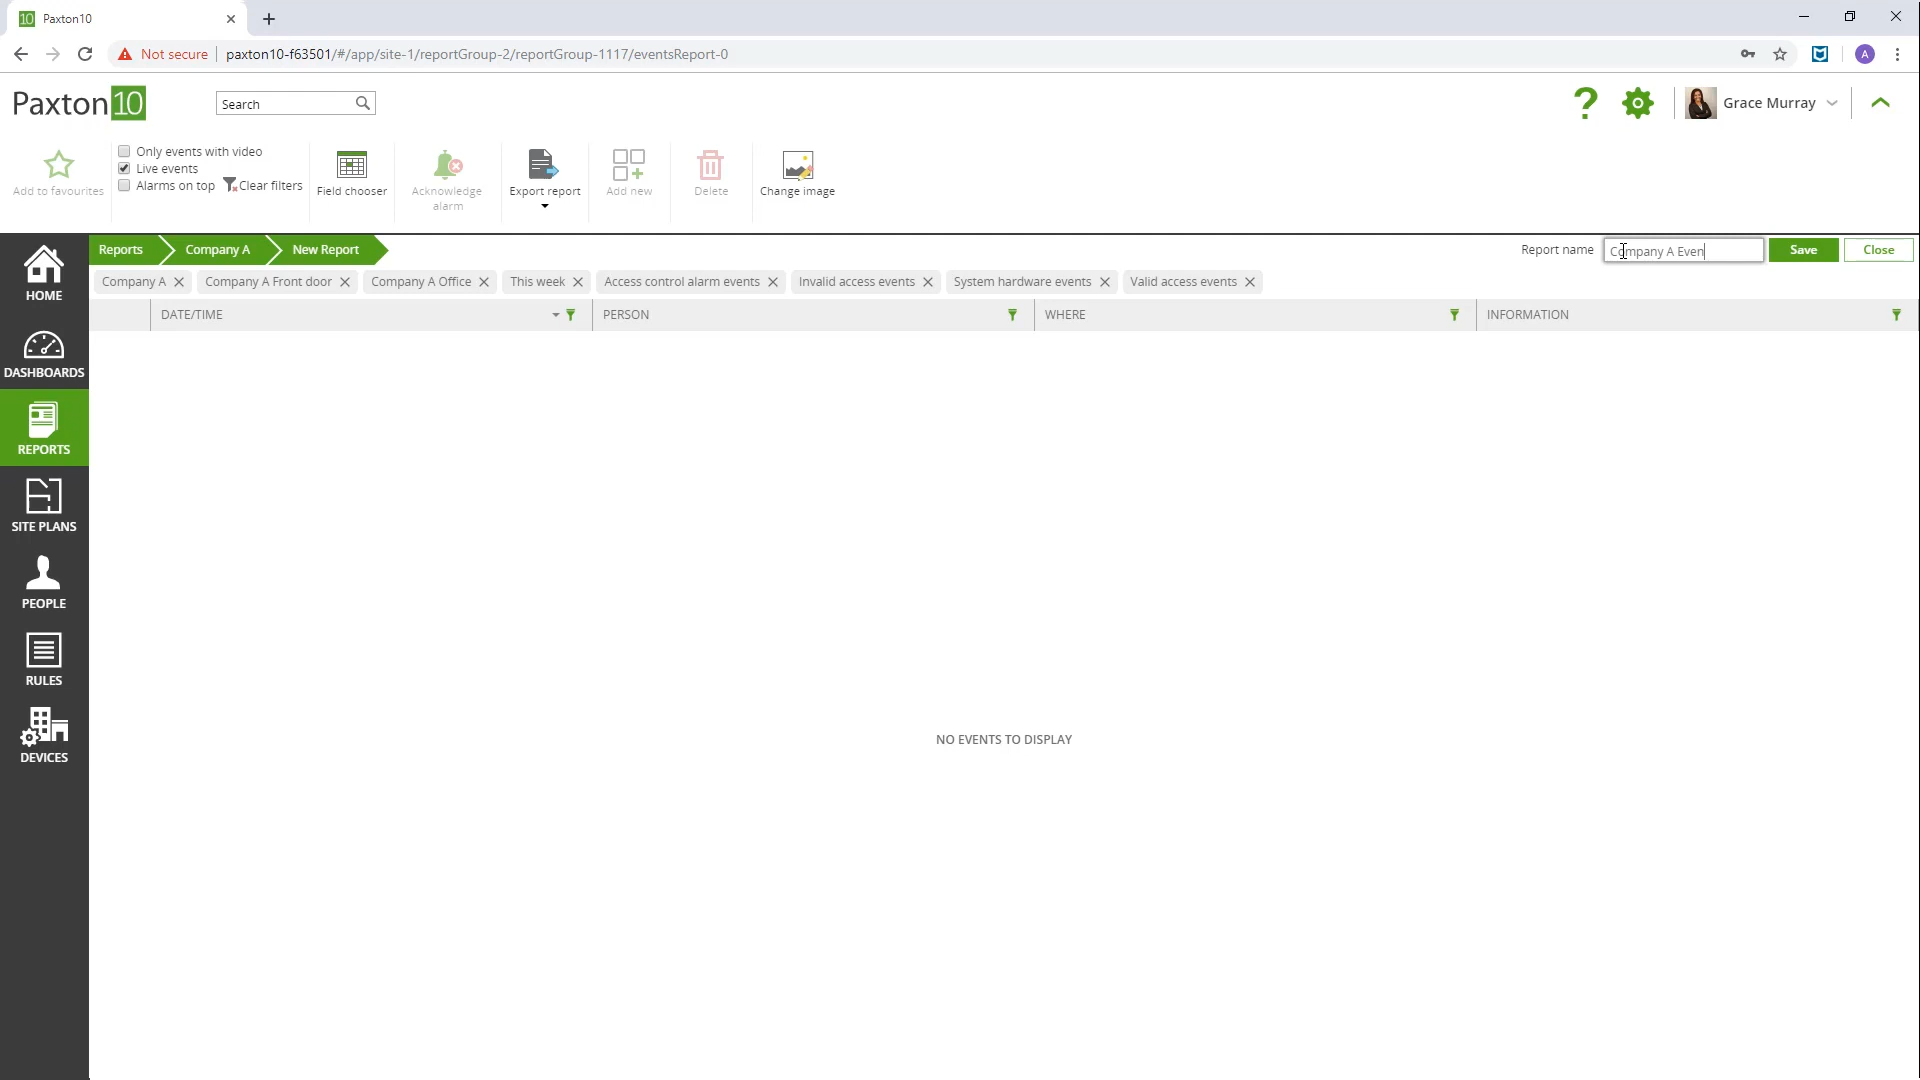 10 Paxton10
Not secure paxton10-f63501/#/app/site-1/reportGroup-2/reportGroup-1117/eventsReport-0
A
Paxton 10
Search
? Grace Murray
Add to favourites
Only events with video
Live events
Alarms on top Clear filters
Field chooser
Acknowledge
alarm
Export report
Add new
Delete
Change image
Reports Company A New Report
Report name Company A Even Save Close
Company A Company A Front door Company A Office This week Access control alarm events Invalid access events System hardware events Valid access events
DATE/TIME PERSON WHERE INFORMATION
HOME
DASHBOARDS
REPORTS
SITE PLANS
PEOPLE
RULES
DEVICES
NO EVENTS TO DISPLAY